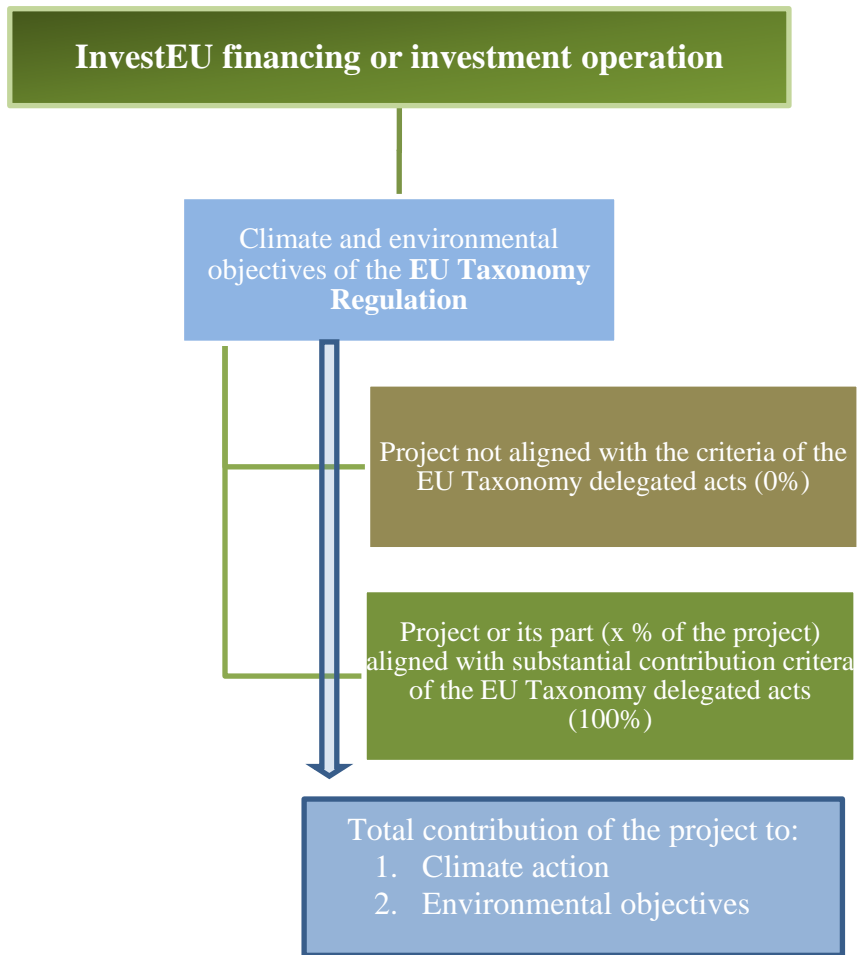 InvestEU financing or investment operation
Climate and environmental
objectives of the EU Taxonomy
Regulation
Project not aligned with the criteria of the
EU Taxonomy delegated acts (0%)
Project or its part (x % of the project)
aligned with substantial contribution critera
of the EU Taxonomy delegated acts
(100%)
Total contribution of the project to:
1. Climate action
2. Environmental objectives